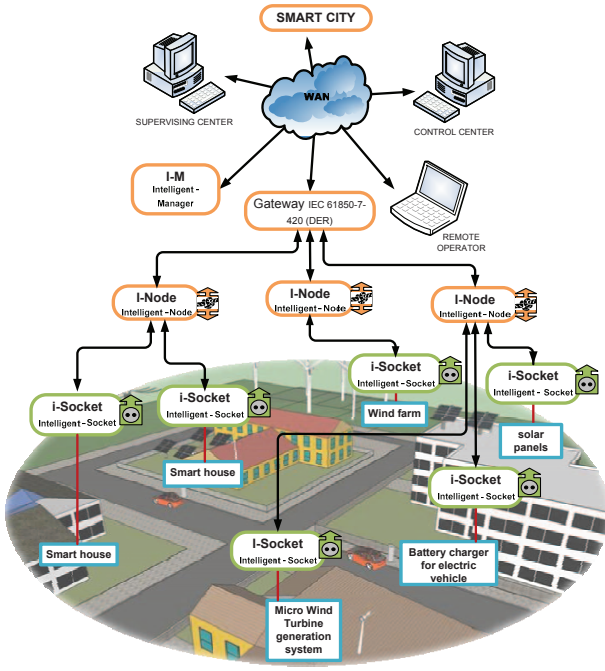 SMART CITY
WAN
SUPERVISING CENTER
CONTROL CENTER
I-M
Intelligent -
Manager
Gateway IEC 61850-7-
420 (DER)
REMOTE
OPERATOR
I-Node
Intelligent -Node
I-Node
Intelligent -Node
I-Node
Intelligent -Node
i-Socket
Intelligent - Socket
i-Socket
Intelligent - Socket
i-Socket
Intelligent - Socket
i-Socket
Intelligent - Socket
Wind farm
solar
panels
Smart house
i-Socket
Intelligent - Socket
I-Socket
Intelligent - Socket
Smart house
Battery charger
for electric
vehicle
Micro Wind
Turbine
generation
system